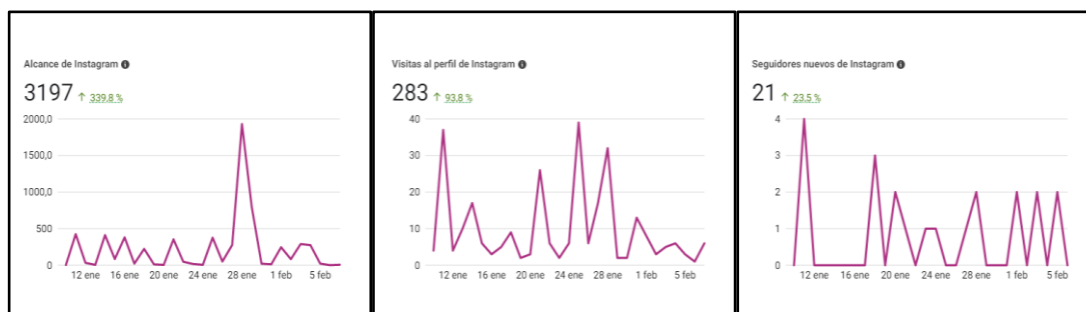 Alcance de Instagram
3197 ↑ 339,8 %
2000,0
1500,0
1000,0
500
0
12 ene 16 ene 20 ene 24 ene 28 ene 1 feb 5 feb
Visitas al perfil de Instagram
283 ↑ 93,8 %
40
30
20
10
0
12 ene 16 ene 20 ene 24 ene 28 ene 1 feb 5 feb
Seguidores nuevos de Instagram
21 ↑ 23,5 %
4
3
2
1
0
12 ene 16 ene 20 ene 24 ene 28 ene 1 feb 5 feb